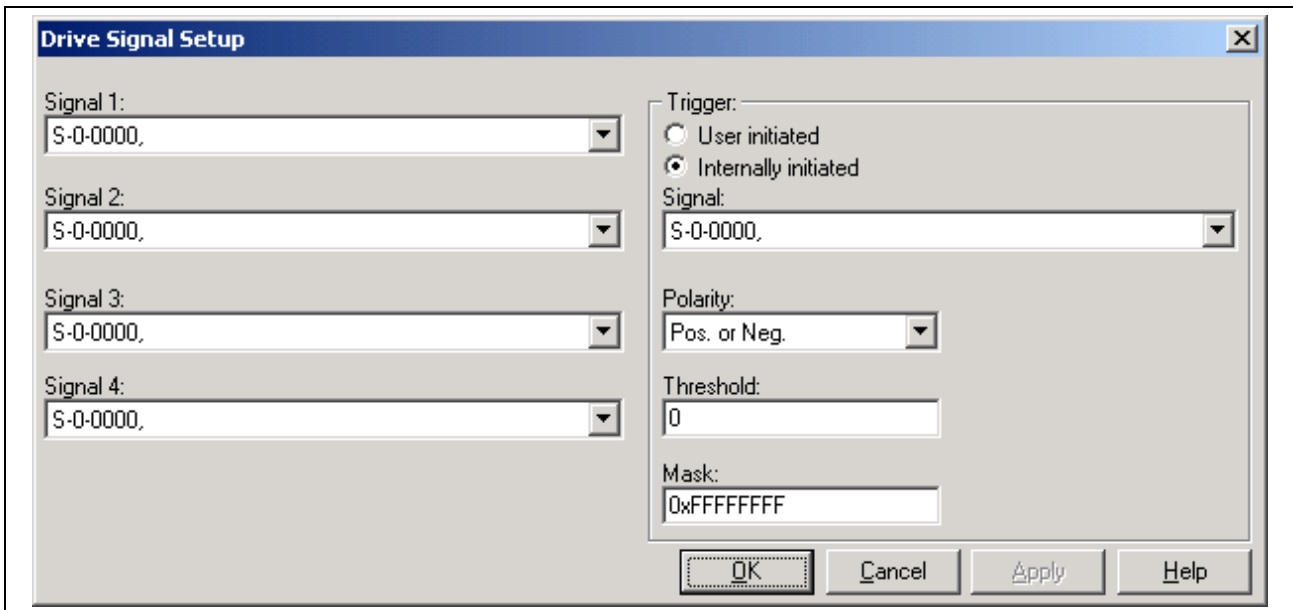 Drive Signal Setup
Signal 1:
S-0-0000,
Signal 2:
S-0-0000,
Signal 3:
S-0-0000,
Signal 4:
S-0-0000,
Trigger:
User initiated
Internally initiated
Signal:
S-0-0000,
Polarity:
Pos. or Neg.
Threshold:
0
Mask:
0xFFFFFFFF
OK Cancel Apply Help